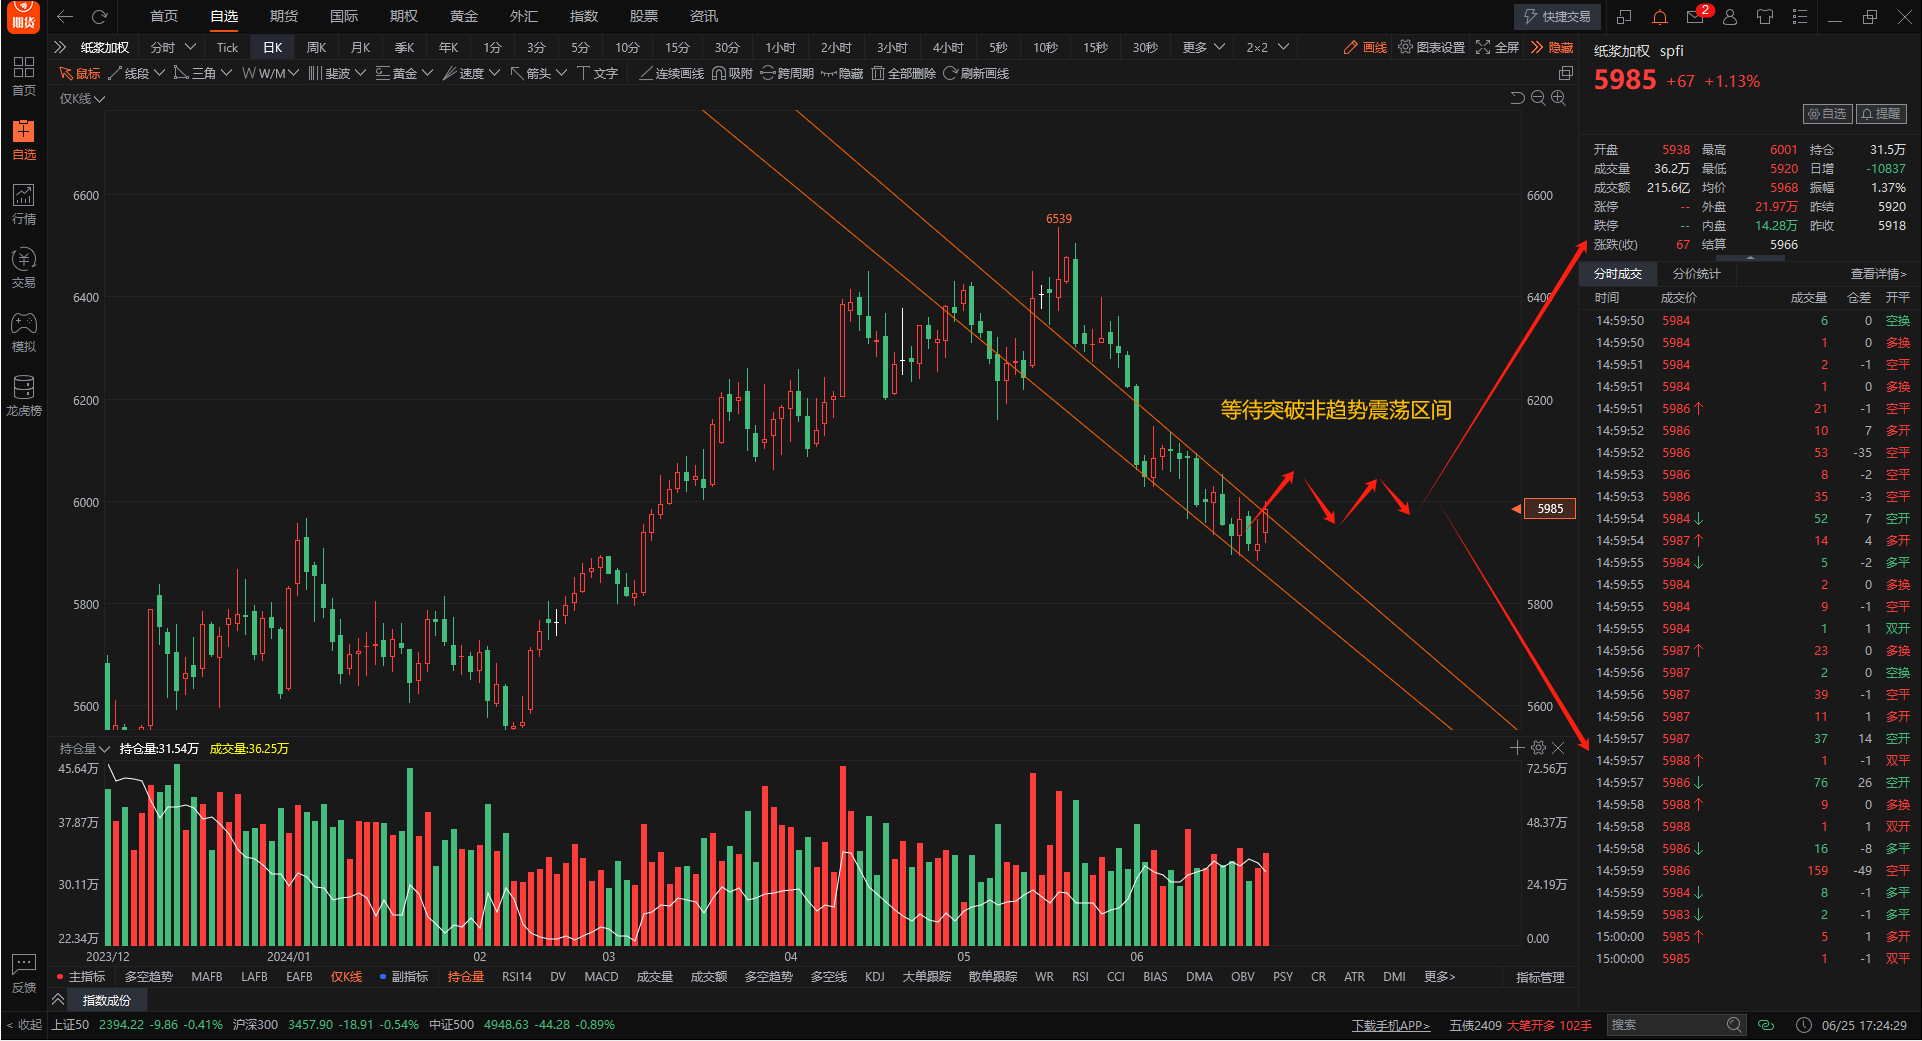 期货 首页 自选 期货 国际 期权 黄金 外汇 指数 股票 资讯 快捷交易 2
纸浆加权 分时 Tick 日K 周K 月K 季K 年K 1分 3分 5分 10分 15分 30分 1小时 2小时 3小时 4小时 5秒 10秒 15秒 30秒 更多 2×2 画线 图表设置 全屏 隐藏
鼠标 线段 三角 W/M 斐波 黄金 速度 箭头 文字 连续画线 吸附 跨周期 隐藏 全部删除 刷新画线
仅K线
首页
自选
行情
交易
模拟
龙虎榜
反馈
< 收起
6600 6600
6539
6400 6400
6200 6200
等待突破非趋势震荡区间
6000
5985
5800 5800
5600 5600
持仓量 持仓量:31.54万 成交量:36.25万
45.64万 72.56万
37.87万 48.37万
30.11万 24.19万
22.34万 0.00
2023/12 2024/01 02 03 04 05 06
主指标 多空趋势 MAFB LAFB EAFB 仅K线 副指标 持仓量 RSI14 DV MACD 成交量 成交额 多空趋势 多空线 KDJ 大单跟踪 散单跟踪 WR RSI CCI BIAS DMA OBV PSY CR ATR DMI 更多> 指标管理
指数成份
上证50 2394.22 -9.86 -0.41% 沪深300 3457.90 -18.91 -0.54% 中证500 4948.63 -44.28 -0.89% 下载手机APP> 五债2409 大笔开多 102手 搜索 06/25 17:24:29
纸浆加权 spfi
5985 +67 +1.13%
自选 提醒
开盘 5938 最高 6001 持仓 31.5万
成交量 36.2万 最低 5920 日增 -10837
成交额 215.6亿 均价 5968 振幅 1.37%
涨停 -- 外盘 21.97万 昨结 5920
跌停 -- 内盘 14.28万 昨收 5918
涨跌(收) 67 结算 5966
分时成交 分价统计 查看详情>
时间 成交价 成交量 仓差 开平
14:59:50 5984 6 0 空换
14:59:50 5984 1 0 多换
14:59:51 5984 2 -1 空平
14:59:51 5984 1 0 多换
14:59:51 5986↑ 21 -1 空平
14:59:52 5986 10 7 多开
14:59:52 5986 53 -35 空平
14:59:53 5986 8 -2 空平
14:59:53 5986 35 -3 空平
14:59:54 5984↓ 52 7 空开
14:59:54 5987↑ 14 4 多开
14:59:55 5984↓ 5 -2 多平
14:59:55 5984 2 0 多换
14:59:55 5984 9 -1 空平
14:59:55 5984 1 1 双开
14:59:56 5987↑ 23 0 多换
14:59:56 5987 2 0 空换
14:59:56 5987 39 -1 空平
14:59:56 5987 11 1 多开
14:59:57 5987 37 14 空开
14:59:57 5988↑ 1 -1 双平
14:59:57 5986↓ 76 26 空开
14:59:58 5988↑ 9 0 多换
14:59:58 5988 1 1 双开
14:59:58 5986↓ 16 -8 多平
14:59:59 5986 159 -49 空平
14:59:59 5984↓ 8 -1 多平
14:59:59 5983↓ 2 -1 多平
15:00:00 5985↑ 5 1 多开
15:00:00 5985 1 -1 双平